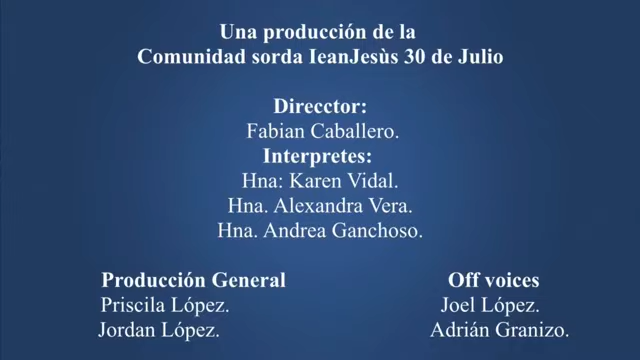 Una producción de la
Comunidad sorda IeanJesùs 30 de Julio
Direcctor:
Fabian Caballero.
Interpretes:
Hna: Karen Vidal.
Hna. Alexandra Vera.
Hna. Andrea Ganchoso.
Producción General
Priscila López.
Jordan López.
Off voices
Joel López.
Adrián Granizo.